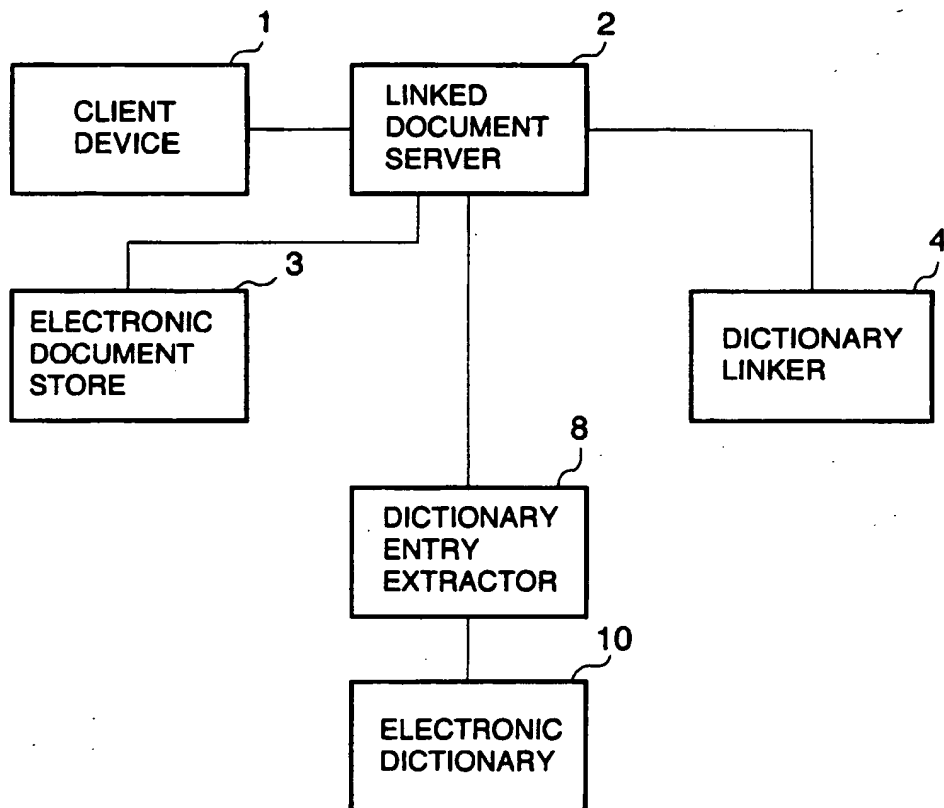 1
CLIENT
DEVICE
2
LINKED
DOCUMENT
SERVER
3
ELECTRONIC
DOCUMENT
STORE
4
DICTIONARY
LINKER
8
DICTIONARY
ENTRY
EXTRACTOR
10
ELECTRONIC
DICTIONARY